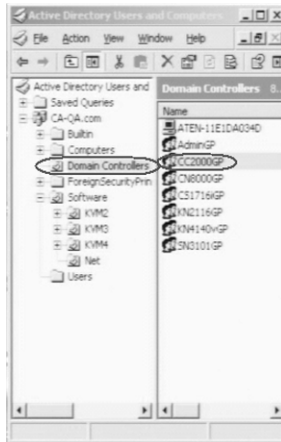 Active Directory Users and Computers
File Action View Window Help
Active Directory Users and
Saved Queries
CA-QA.com
Builtin
Computers
Domain Controllers
ForeignSecurityPrin
Software
KVM2
KVM3
KVM4
Net
Users
Domain Controllers 8
Name
ATEN-11E1DA034D
AdminGP
CC2000GP
CN8000GP
CS1716iGP
KN2116GP
KN4140vGP
SN3101GP